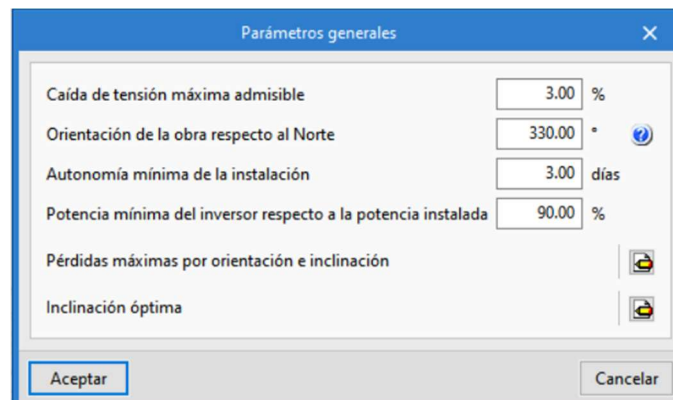 Parámetros generales
Caída de tensión máxima admisible 3.00 %
Orientación de la obra respecto al Norte 330.00 °
Autonomía mínima de la instalación 3.00 días
Potencia mínima del inversor respecto a la potencia instalada 90.00 %
Pérdidas máximas por orientación e inclinación
Inclinación óptima
Aceptar Cancelar